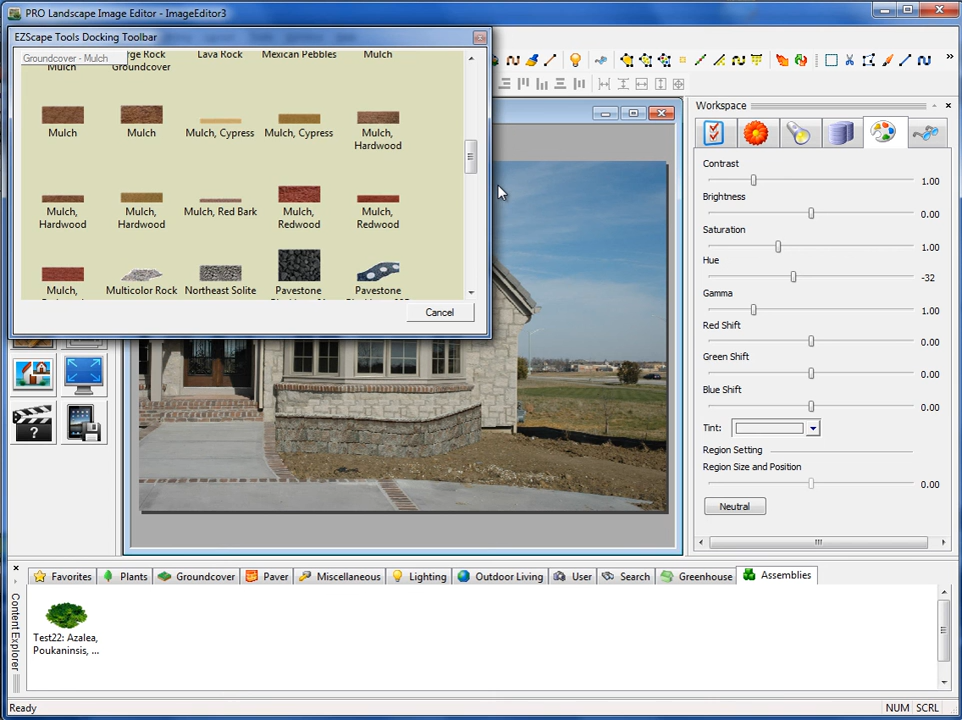 PRO Landscape Image Editor - ImageEditor3
EZScape Tools Docking Toolbar
Groundcover - Mulch
Mulch
Large Rock
Groundcover
Lava Rock
Mexican Pebbles
Mulch
Mulch
Mulch
Mulch, Cypress
Mulch, Cypress
Mulch,
Hardwood
Mulch,
Hardwood
Mulch,
Hardwood
Mulch, Red Bark
Mulch,
Redwood
Mulch,
Redwood
Mulch,
Multicolor Rock
Northeast Solite
Pavestone
Pavestone
Cancel
Workspace
Contrast
1.00
Brightness
0.00
Saturation
1.00
Hue
-32
Gamma
1.00
Red Shift
0.00
Green Shift
0.00
Blue Shift
0.00
Tint:
Region Setting
Region Size and Position
0.00
Neutral
Content Explorer
Favorites
Plants
Groundcover
Paver
Miscellaneous
Lighting
Outdoor Living
User
Search
Greenhouse
Assemblies
Test22: Azalea,
Poukaninsis, ...
Ready
NUM
SCRL